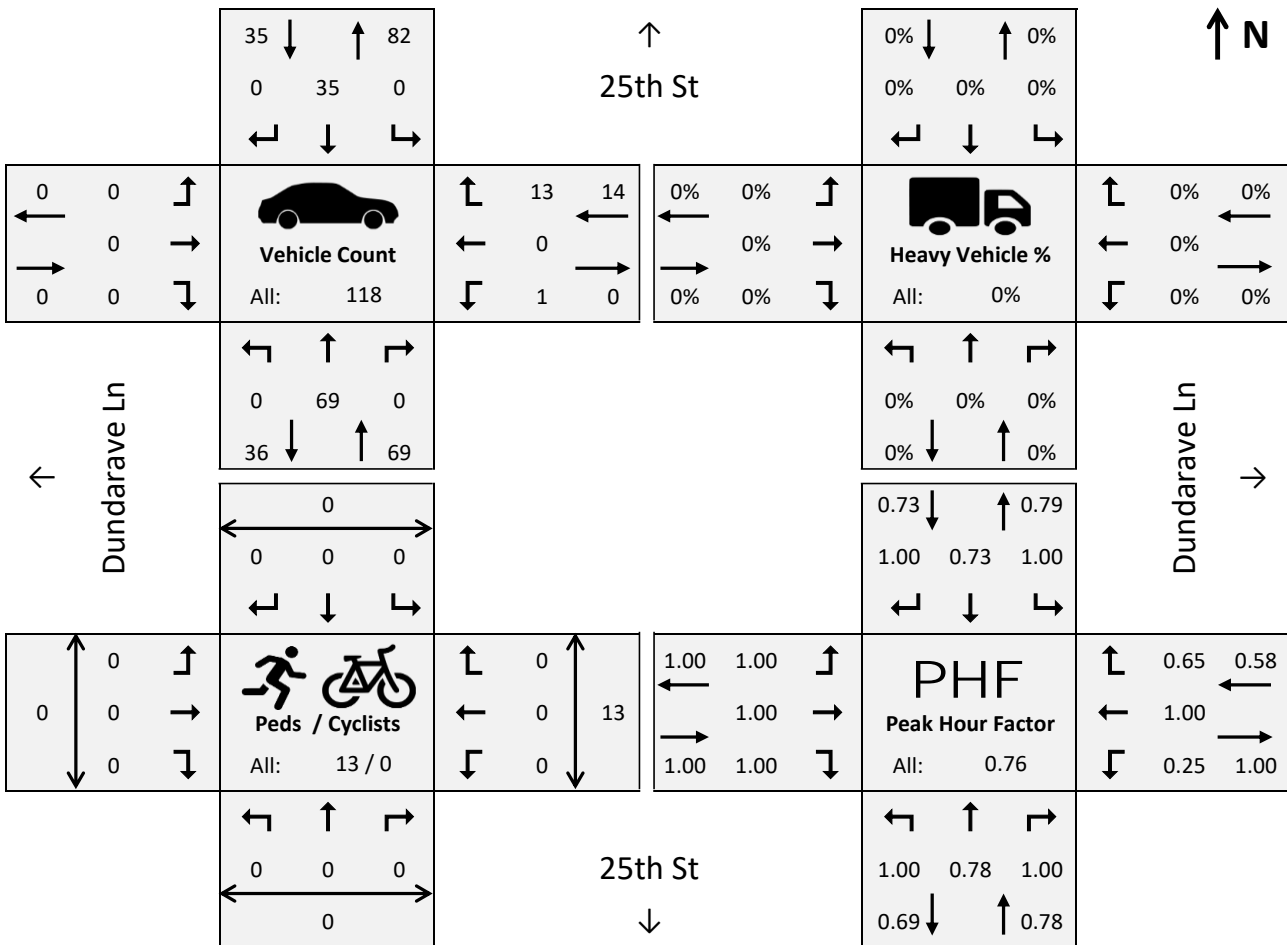 35 82 0% 0% N
25th St
0 35 0 0% 0% 0%
0 0 13 14 0% 0% 0% 0%
0 Vehicle Count 0 0% Heavy Vehicle % 0%
0 0 All: 118 1 0 0% 0% All: 0% 0% 0%
0 69 0 0% 0% 0%
36 69 0% 0%
Dundarave Ln
Dundarave Ln
0 0.73 0.79
0 0 0 1.00 0.73 1.00
0 0 1.00 1.00 PHF 0.65 0.58
0 0 Peds / Cyclists 0 13 1.00 Peak Hour Factor 1.00
0 All: 13 / 0 0 1.00 1.00 All: 0.76 0.25 1.00
0 0 0 25th St 1.00 0.78 1.00
0 0.69 0.78